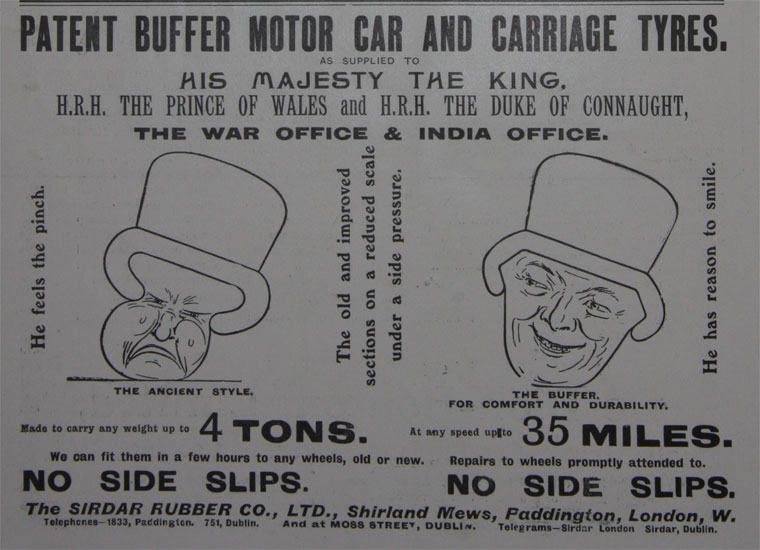 PATENT BUFFER MOTOR CAR AND CARRIAGE TYRES.
AS SUPPLIED TO
HIS MAJESTY THE KING,
H.R.H. THE PRINCE OF WALES and H.R.H. THE DUKE OF CONNAUGHT,
THE WAR OFFICE & INDIA OFFICE.
He feels the pinch.
The old and improved
sections on a reduced scale
under a side pressure.
He has reason to smile.
THE ANCIENT STYLE.
THE BUFFER.
FOR COMFORT AND DURABILITY.
Made to carry any weight up to 4 TONS.
At any speed up to 35 MILES.
We can fit them in a few hours to any wheels, old or new. Repairs to wheels promptly attended to.
NO SIDE SLIPS. NO SIDE SLIPS.
The SIRDAR RUBBER CO., LTD., Shirland Mews, Paddington, London, W.
Telephones—1833, Paddington. 751, Dublin. And at MOSS STREET, DUBLIN. Telegrams—Sirdar London Sirdar, Dublin.